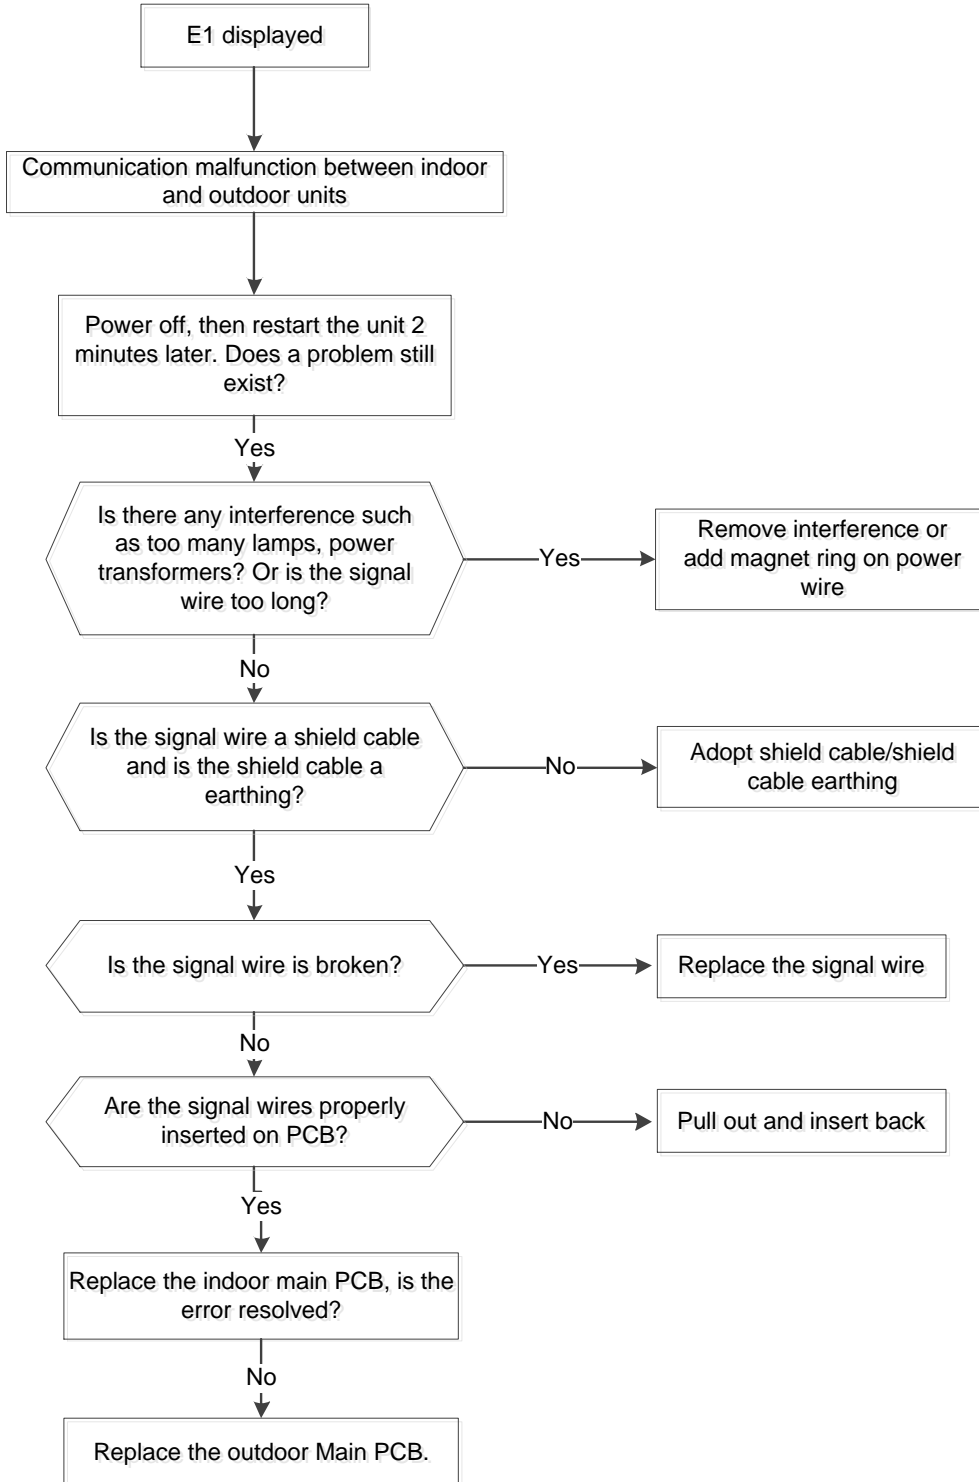 E1 displayed
Communication malfunction between indoor
and outdoor units
Power off, then restart the unit 2
minutes later. Does a problem still
exist?
Yes
Is there any interference such
as too many lamps, power
transformers? Or is the signal
wire too long?
Yes
Remove interference or
add magnet ring on power
wire
No
Is the signal wire a shield cable
and is the shield cable a
earthing?
No
Adopt shield cable/shield
cable earthing
Yes
Is the signal wire is broken?
Yes
Replace the signal wire
No
Are the signal wires properly
inserted on PCB?
No
Pull out and insert back
Yes
Replace the indoor main PCB, is the
error resolved?
No
Replace the outdoor Main PCB.